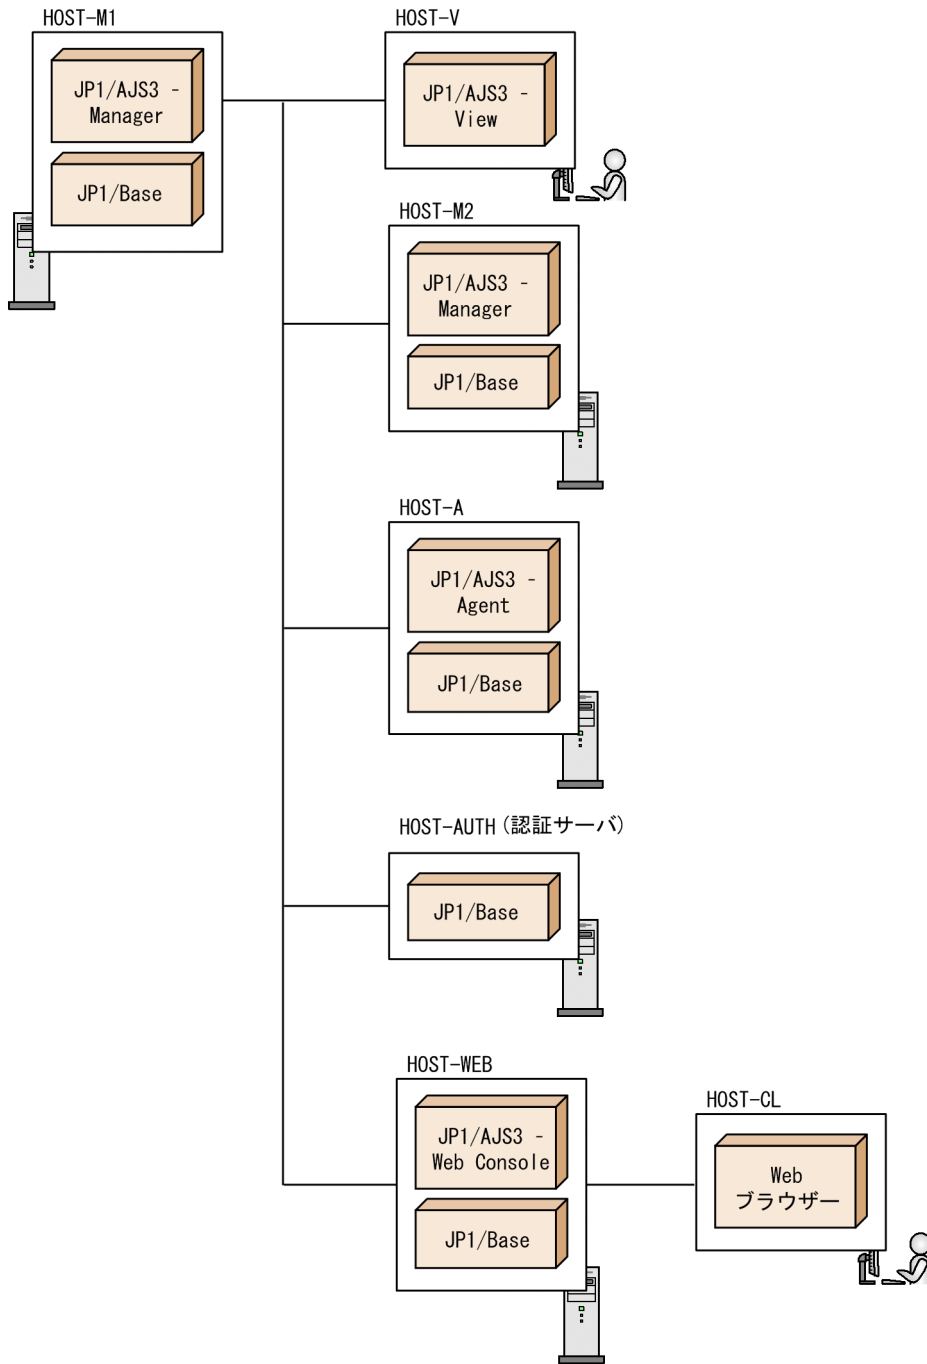 HOST-M1
JP1/AJS3 -
Manager
JP1/Base
HOST-V
JP1/AJS3 -
View
HOST-M2
JP1/AJS3 -
Manager
JP1/Base
HOST-A
JP1/AJS3 -
Agent
JP1/Base
HOST-AUTH(認証サーバ)
JP1/Base
HOST-WEB
JP1/AJS3 -
Web Console
JP1/Base
HOST-CL
Web
ブラウザー